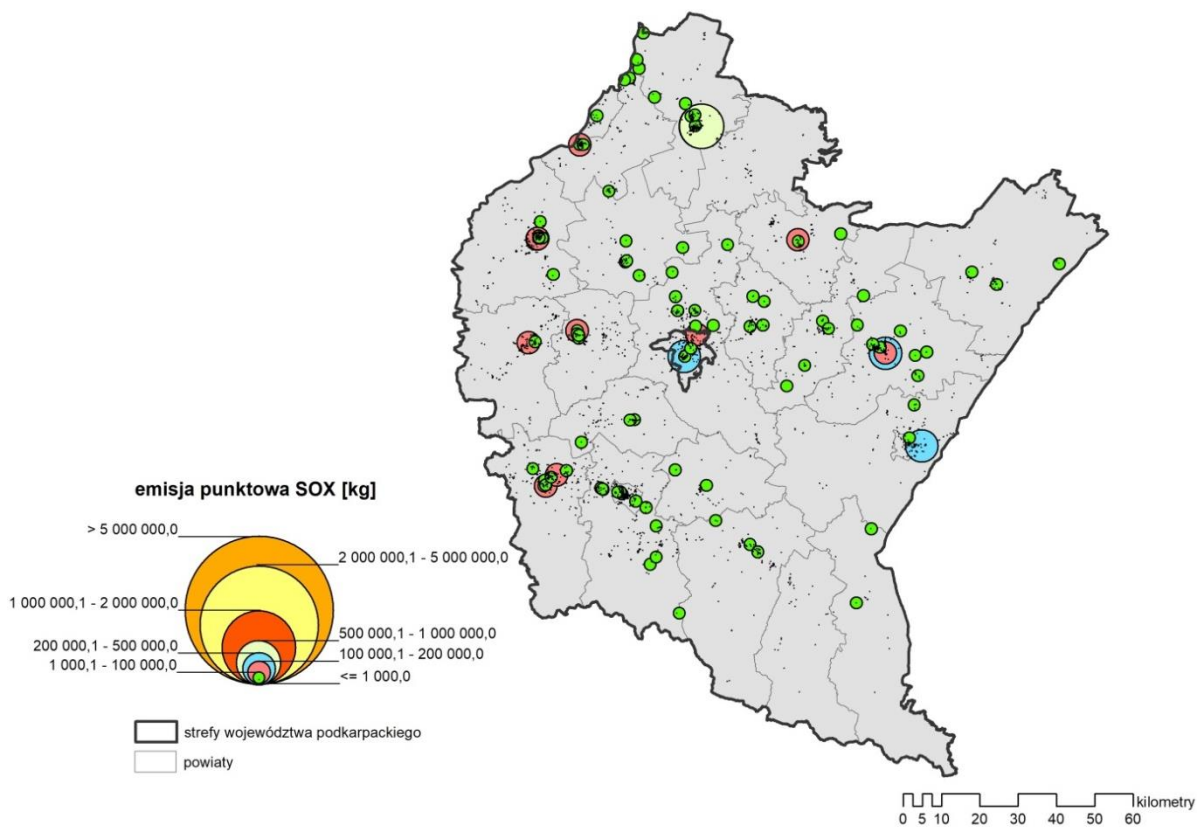 emisja punktowa SOX [kg]
> 5 000 000,0
2 000 000,1 - 5 000 000,0
1 000 000,1 - 2 000 000,0
500 000,1 - 1 000 000,0
200 000,1 - 500 000,0
100 000,1 - 200 000,0
1 000,1 - 100 000,0
<= 1 000,0
strefy województwa podkarpackiego
powiaty
kilometry
0 5 10 20 30 40 50 60